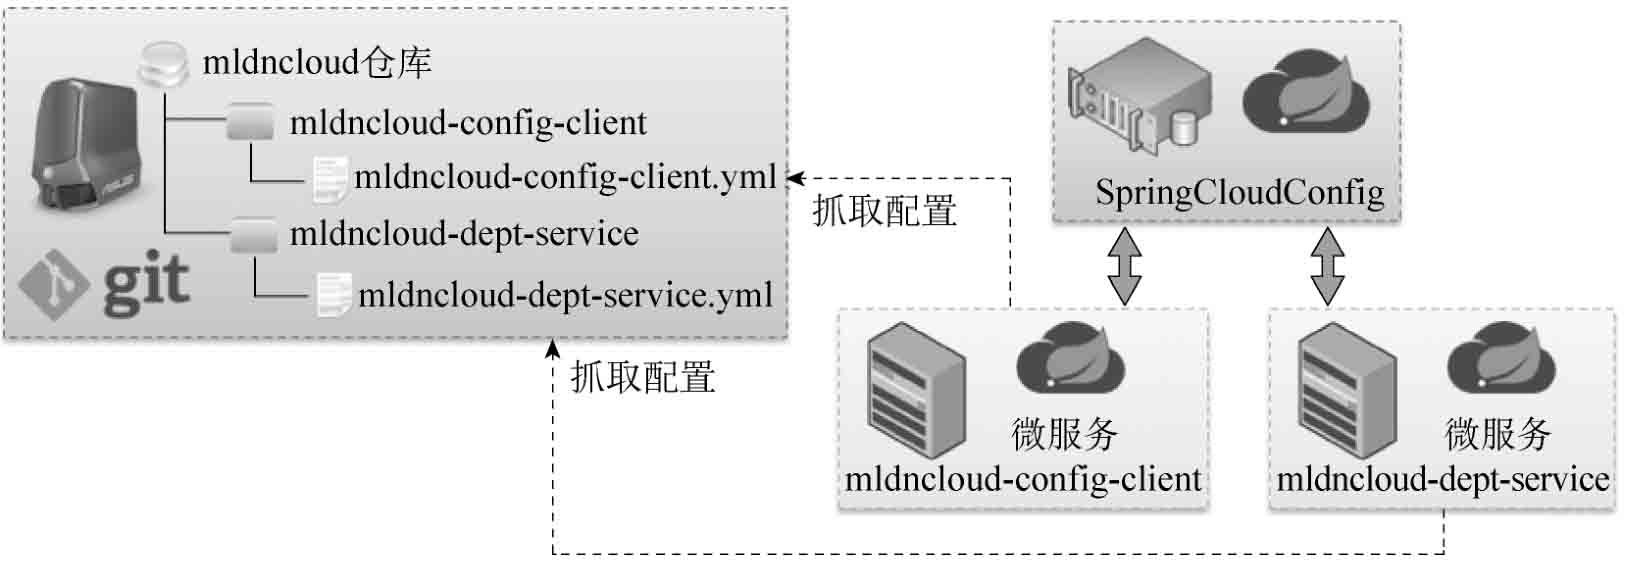 mldncloud仓库
mldncloud-config-client
mldncloud-config-client.yml
mldncloud-dept-service
mldncloud-dept-service.yml
ASUS
git
抓取配置
抓取配置
SpringCloudConfig
微服务
mldncloud-config-client
微服务
mldncloud-dept-service